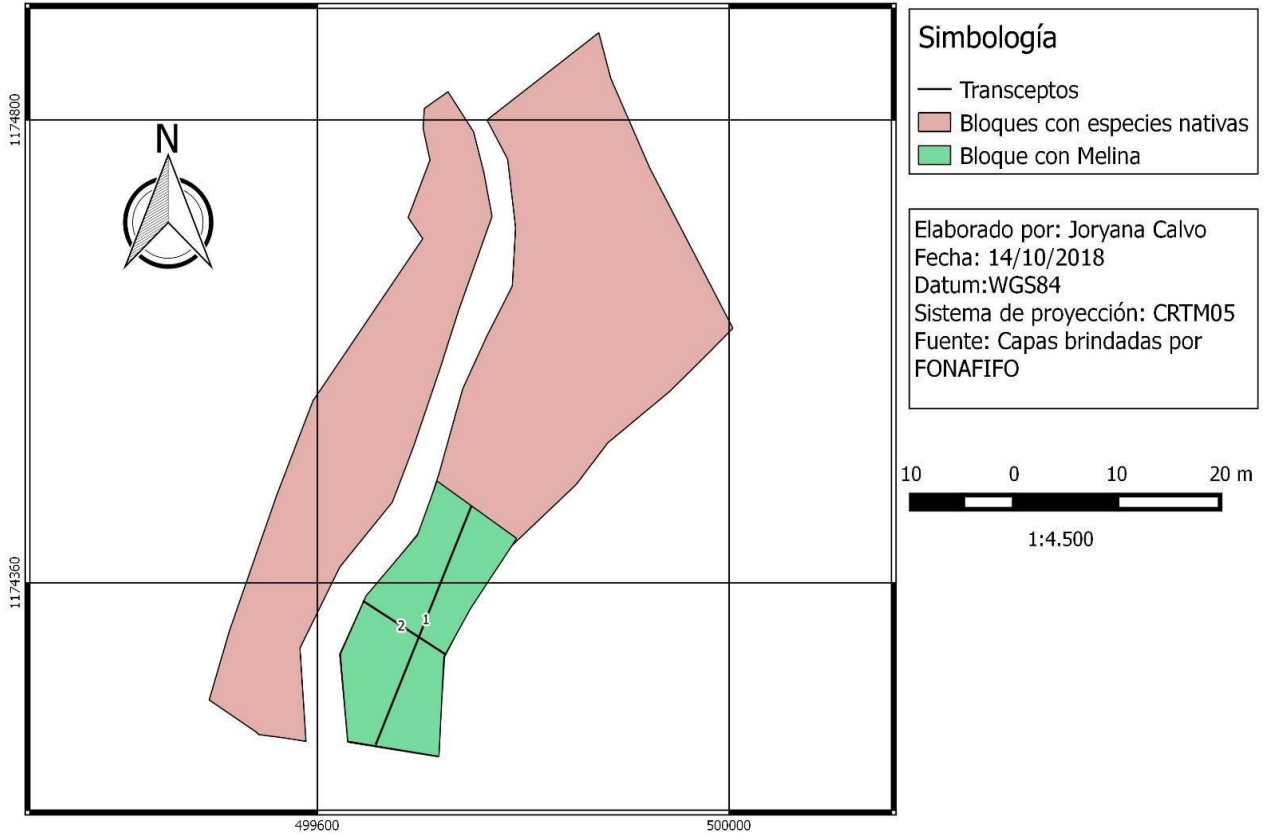 1174800
1174360
N
2
1
499600
500000
Simbología
Transceptos
Bloques con especies nativas
Bloque con Melina
Elaborado por: Joryana Calvo
Fecha: 14/10/2018
Datum:WGS84
Sistema de proyección: CRTM05
Fuente: Capas brindadas por
FONAFIFO
10 0 10 20 m
1:4.500